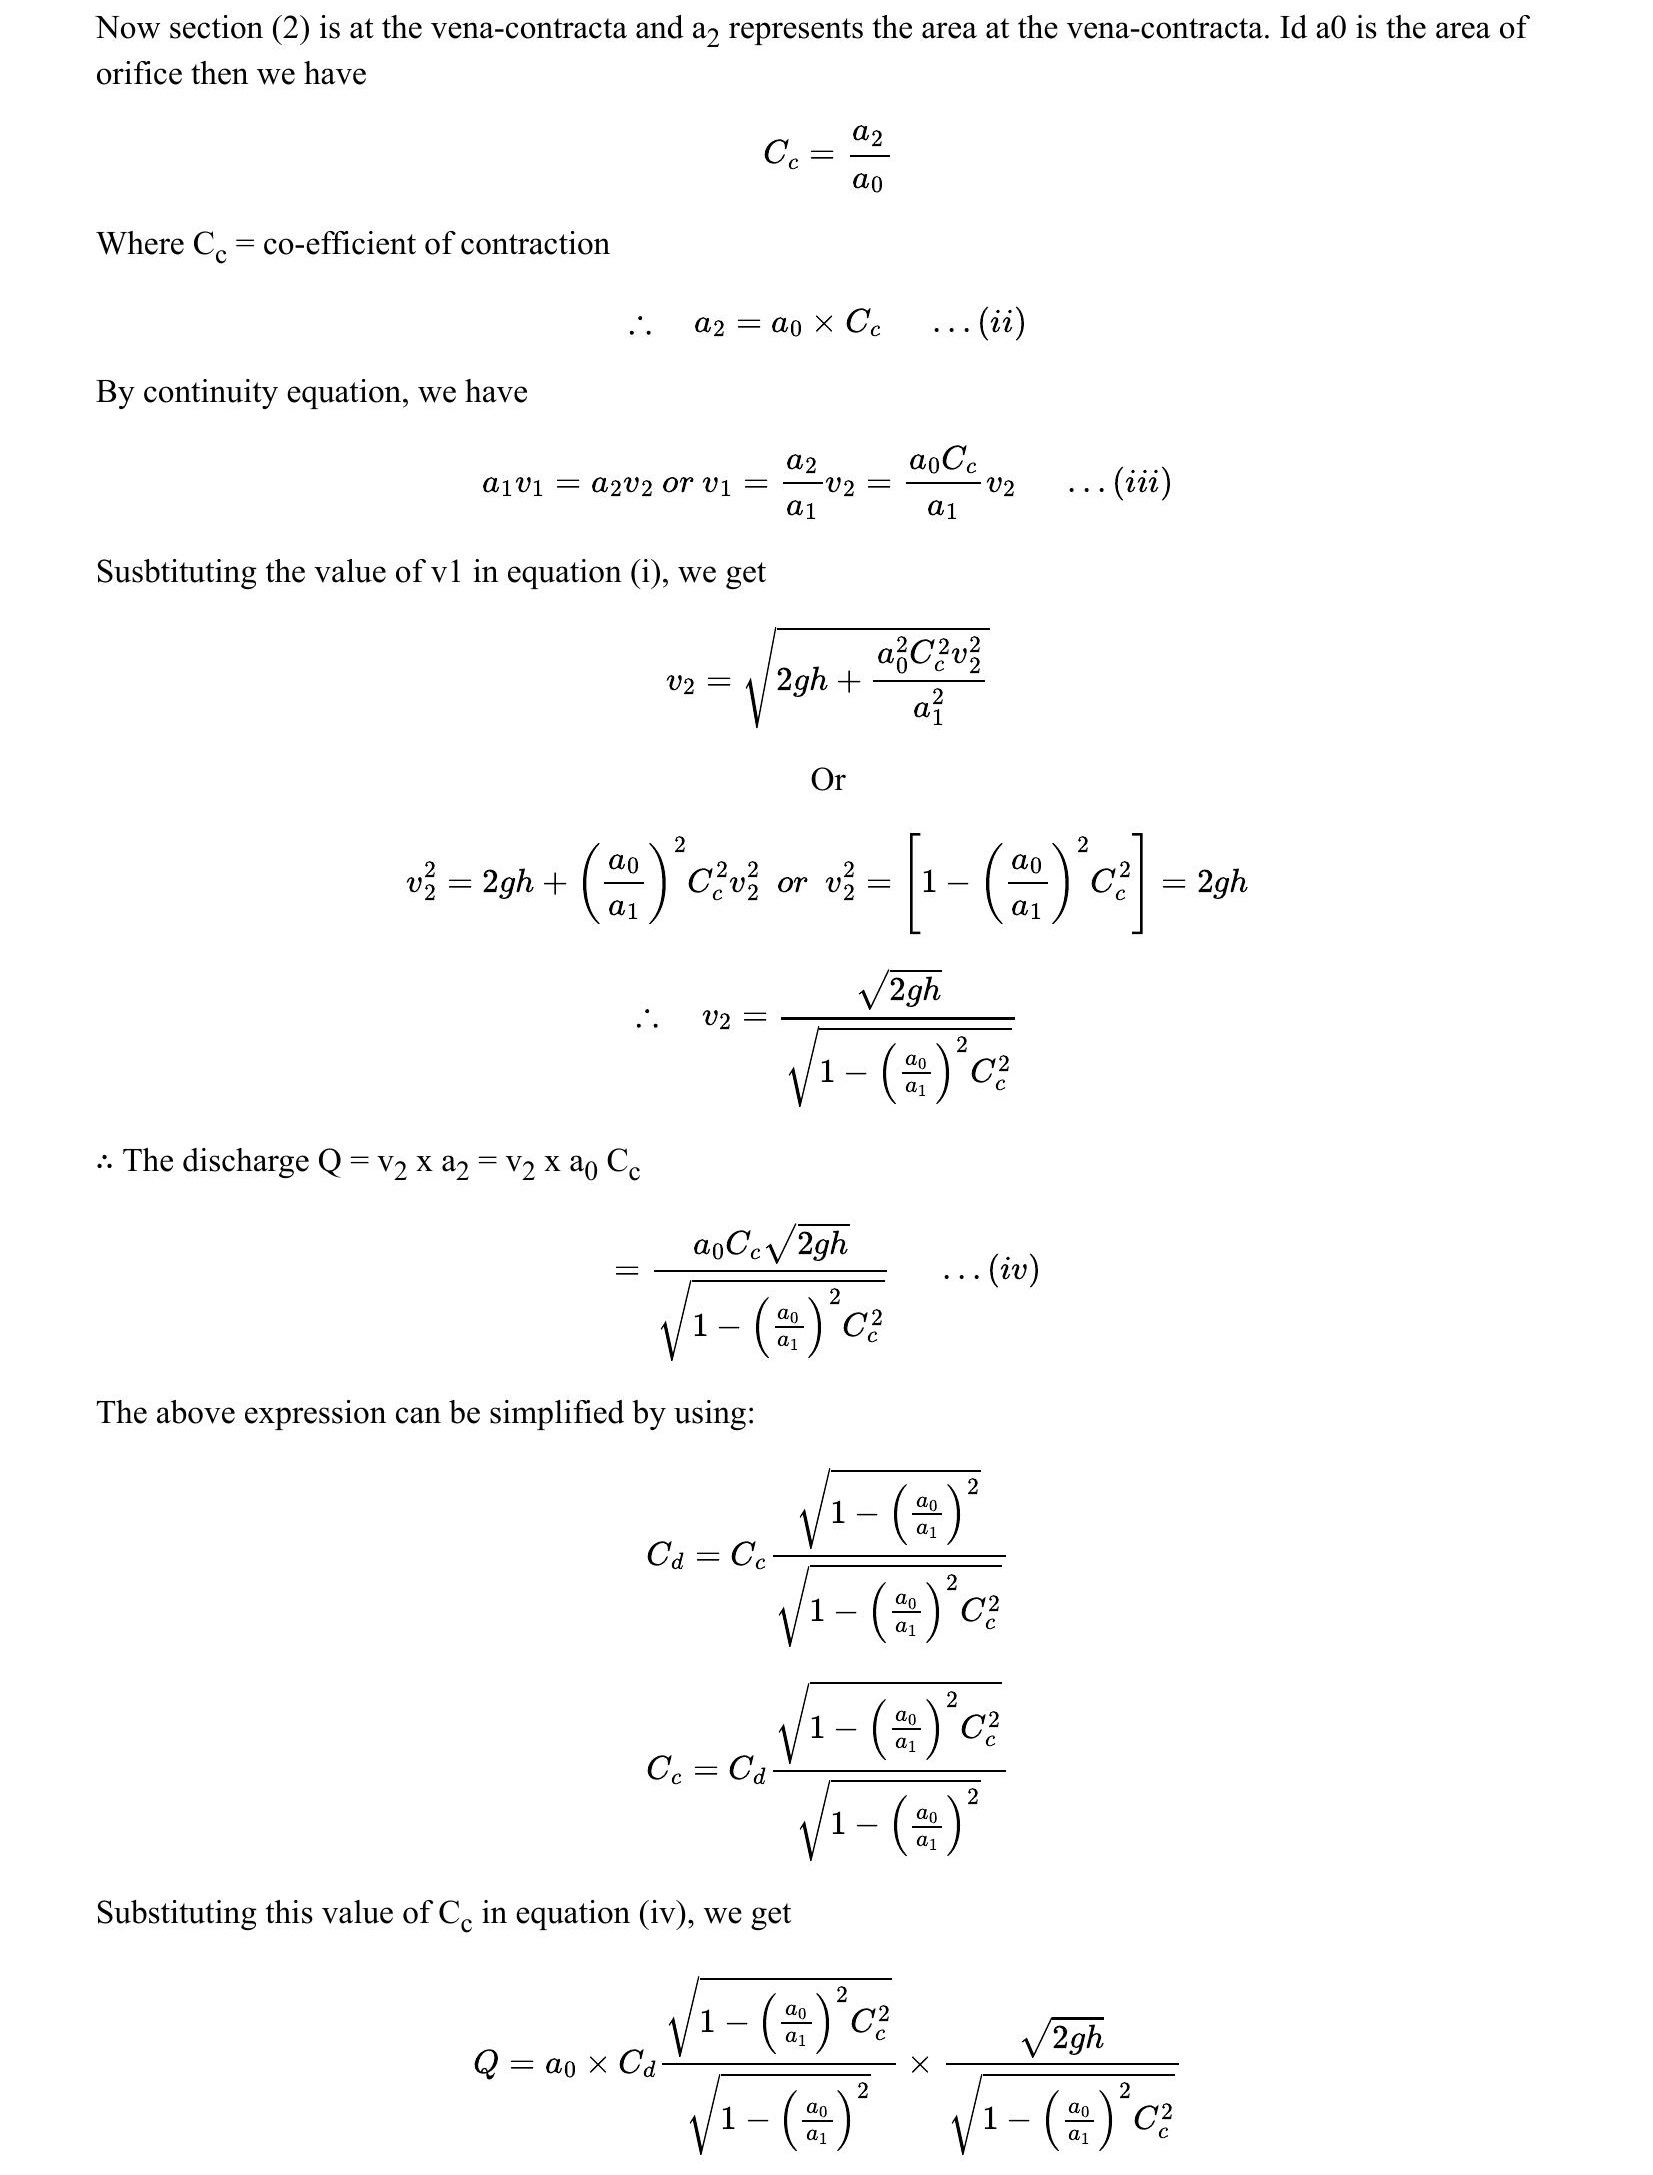 Now section (2) is at the vena-contracta and a₂ represents the area at the vena-contracta. Id a0 is the area of
orifice then we have
$C_c = \frac{a_2}{a_0}$
Where C_c = co-efficient of contraction
$\therefore \quad a_2 = a_0 \times C_c \quad \ldots (ii)$
By continuity equation, we have
$a_1 v_1 = a_2 v_2 \ or \ v_1 = \frac{a_2}{a_1} v_2 = \frac{a_0 C_c}{a_1} v_2 \quad \ldots (iii)$
Susbtituting the value of v1 in equation (i), we get
$v_2 = \sqrt{2gh + \frac{a_0^2 C_c^2 v_2^2}{a_1^2}}$
Or
$v_2^2 = 2gh + \left(\frac{a_0}{a_1}\right)^2 C_c^2 v_2^2 \ or \ v_2^2 = \left[1 - \left(\frac{a_0}{a_1}\right)^2 C_c^2\right] = 2gh$
$\therefore \quad v_2 = \frac{\sqrt{2gh}}{\sqrt{1 - \left(\frac{a_0}{a_1}\right)^2 C_c^2}}$
∴ The discharge Q = v₂ x a₂ = v₂ x a₀ C_c
$= \frac{a_0 C_c \sqrt{2gh}}{\sqrt{1 - \left(\frac{a_0}{a_1}\right)^2 C_c^2}} \quad \ldots (iv)$
The above expression can be simplified by using:
$C_d = C_c \frac{\sqrt{1 - \left(\frac{a_0}{a_1}\right)^2}}{\sqrt{1 - \left(\frac{a_0}{a_1}\right)^2 C_c^2}}$
$C_c = C_d \frac{\sqrt{1 - \left(\frac{a_0}{a_1}\right)^2 C_c^2}}{\sqrt{1 - \left(\frac{a_0}{a_1}\right)^2}}$
Substituting this value of C_c in equation (iv), we get
$Q = a_0 \times C_d \frac{\sqrt{1 - \left(\frac{a_0}{a_1}\right)^2 C_c^2}}{\sqrt{1 - \left(\frac{a_0}{a_1}\right)^2}} \times \frac{\sqrt{2gh}}{\sqrt{1 - \left(\frac{a_0}{a_1}\right)^2 C_c^2}}$